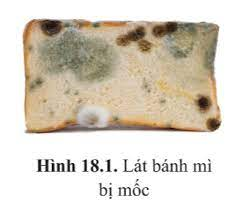 Hình 18.1. Lát bánh mì
bị mốc